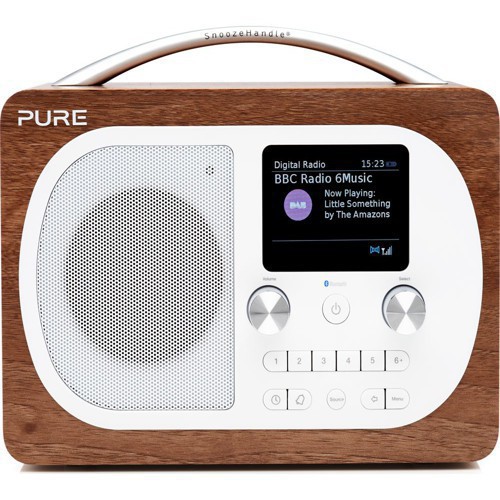 SnoozeHandle®
PURE
Digital Radio 15:23
BBC Radio 6Music
Now Playing:
DAB Little Something
by The Amazons
Volume Bluetooth Select
1 2 3 4 5 6+
Source Menu